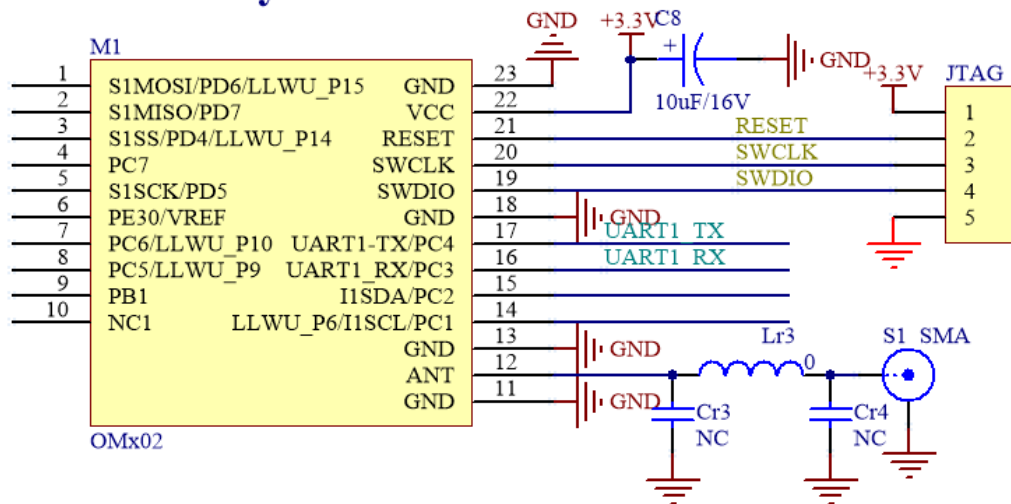 GND
+3.3V
C8
+
10uF/16V
GND
+3.3V
JTAG
M1
1 S1MOSI/PD6/LLWU_P15 GND 23
2 S1MISO/PD7 VCC 22
3 S1SS/PD4/LLWU_P14 RESET 21 RESET
4 PC7 SWCLK 20 SWCLK
5 S1SCK/PD5 SWDIO 19 SWDIO
6 PE30/VREF GND 18 GND
7 PC6/LLWU_P10 UART1-TX/PC4 17 UART1_TX
8 PC5/LLWU_P9 UART1_RX/PC3 16 UART1_RX
9 PB1 I1SDA/PC2 15
10 NC1 LLWU_P6/I1SCL/PC1 14
GND 13 GND
ANT 12
GND 11 GND
OMx02
1
2
3
4
5
Lr3
0
S1 SMA
Cr3
NC
Cr4
NC